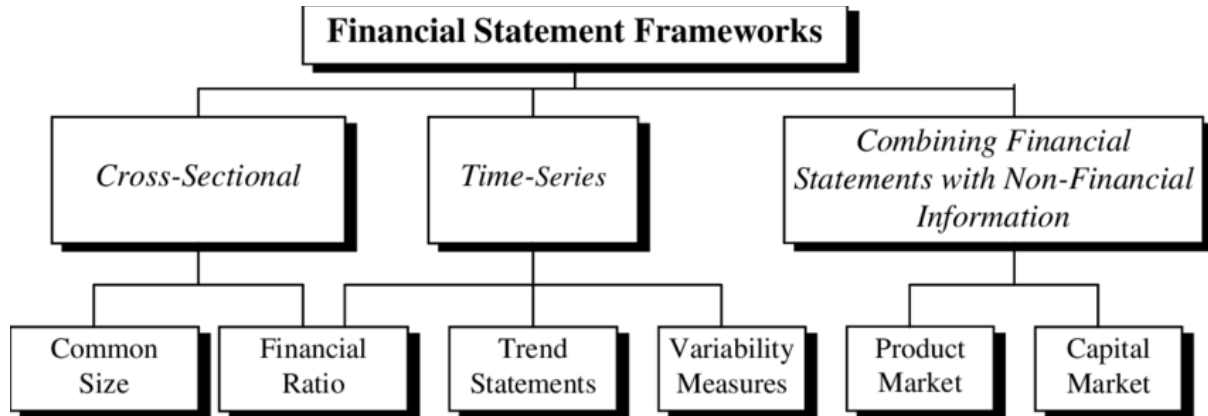 Financial Statement Frameworks
Cross-Sectional
Time-Series
Combining Financial
Statements with Non-Financial
Information
Common
Size
Financial
Ratio
Trend
Statements
Variability
Measures
Product
Market
Capital
Market